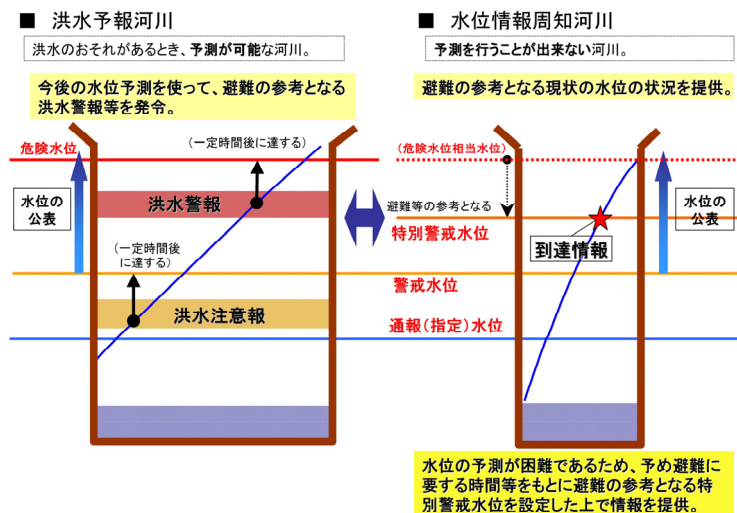 ■ 洪水予報河川
洪水のおそれがあるとき、予測が可能な河川。
今後の水位予測を使って、避難の参考となる
洪水警報等を発令。
危険水位
(一定時間後に達する)
水位の
公表
洪水警報
(一定時間後
に達する)
洪水注意報
■ 水位情報周知河川
予測を行うことが出来ない河川。
避難の参考となる現状の水位の状況を提供。
(危険水位相当水位)
避難等の参考となる
特別警戒水位
到達情報
水位の
公表
警戒水位
通報(指定)水位
水位の予測が困難であるため、予め避難に
要する時間等をもとに避難の参考となる特
別警戒水位を設定した上で情報を提供。